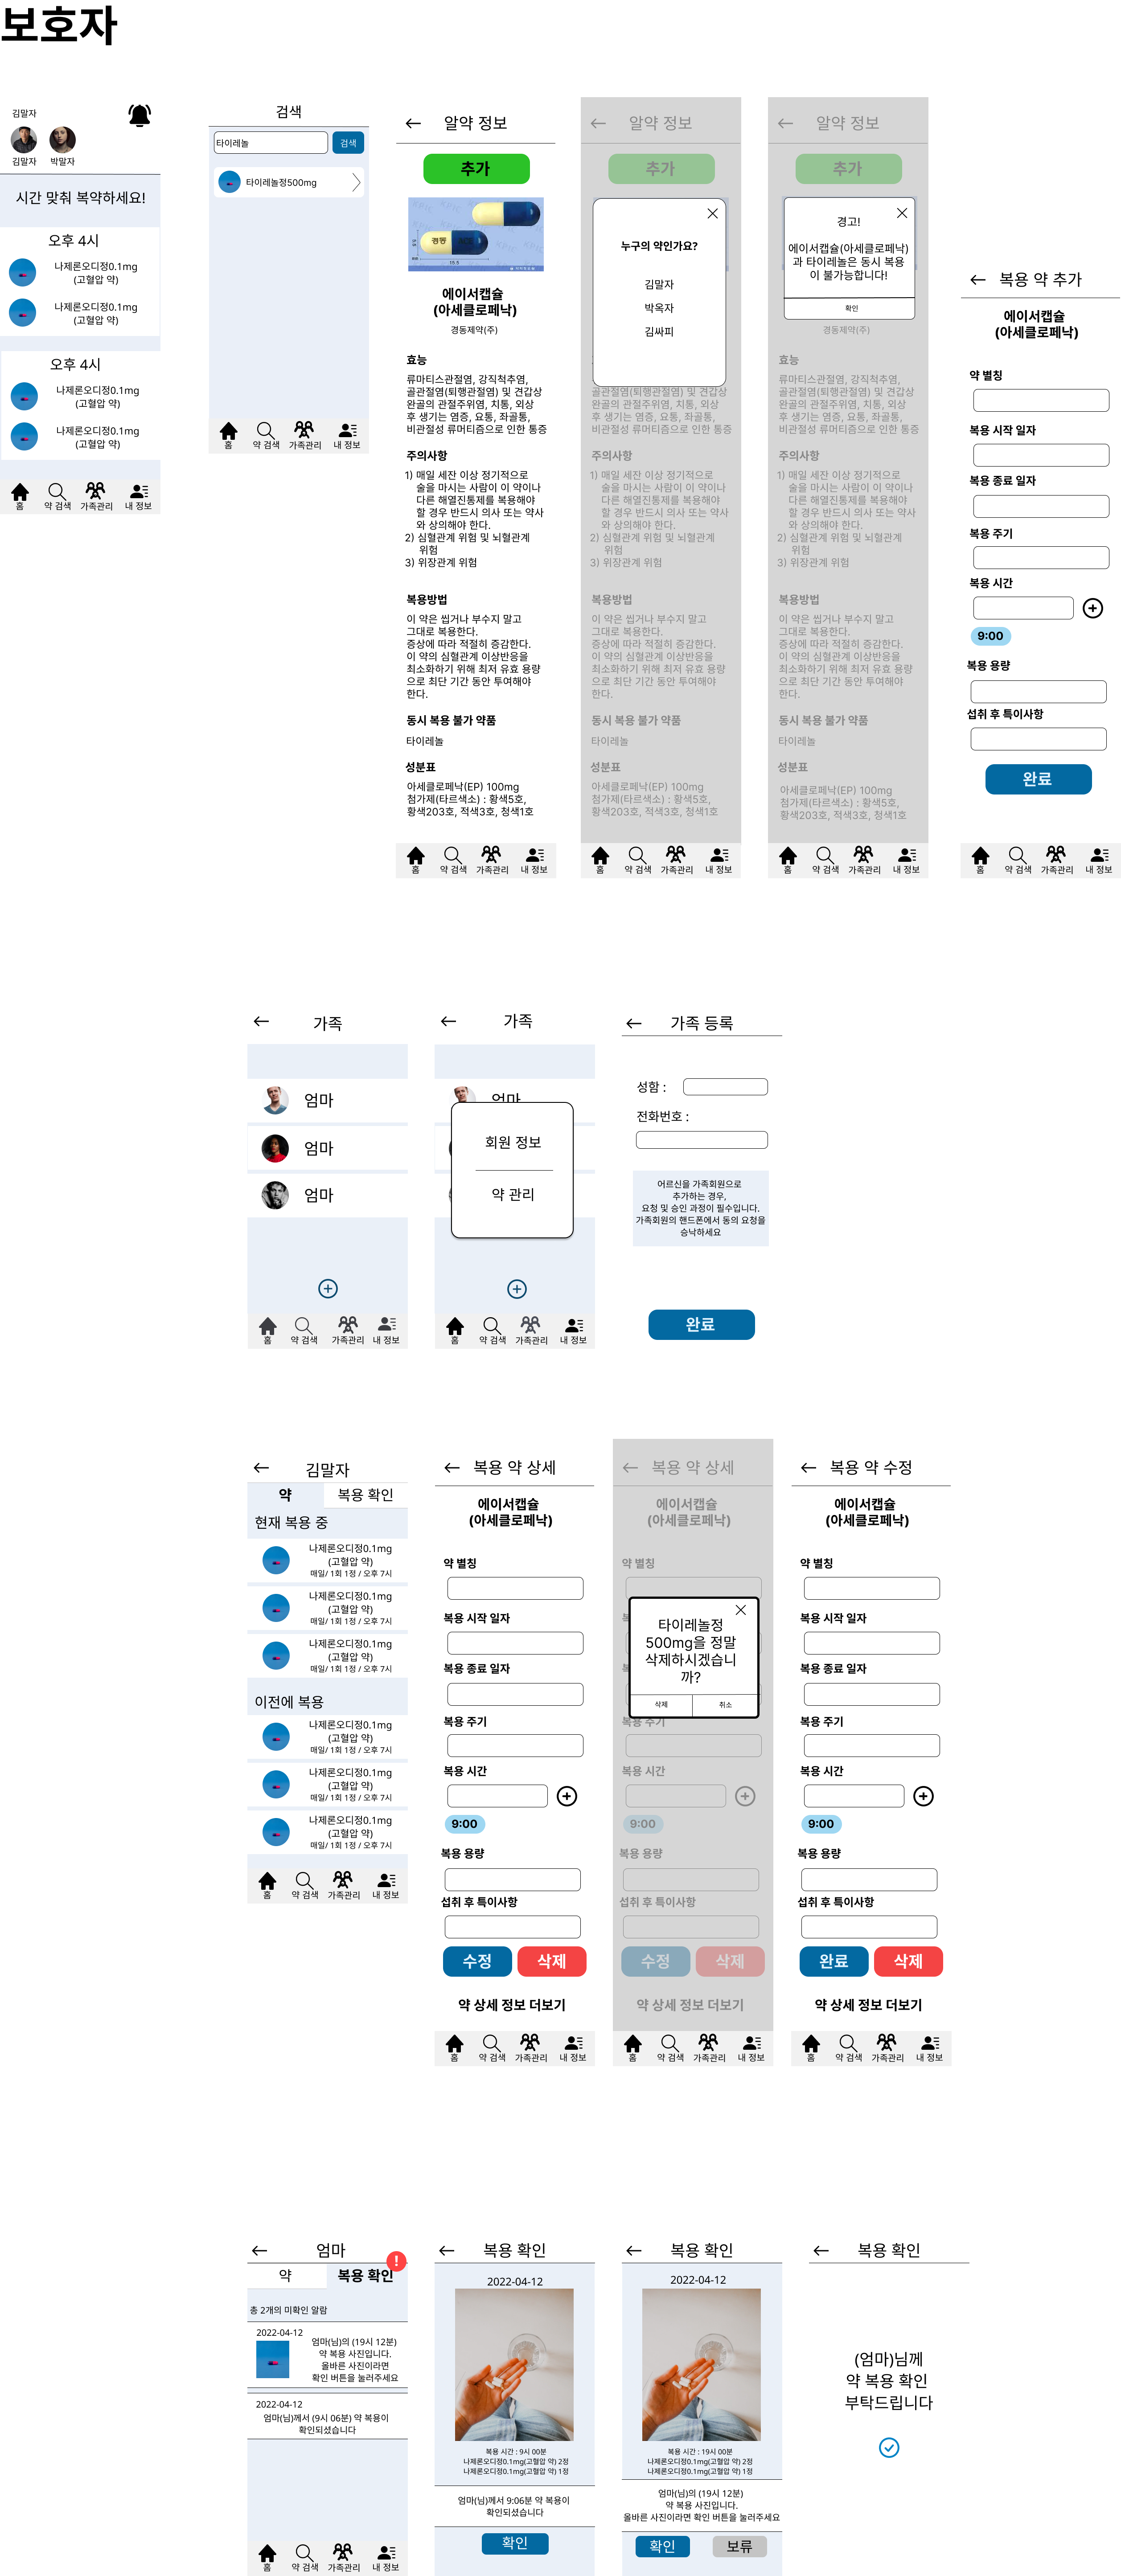 보호자
김말자
김말자
박말자
시간 맞춰 복약하세요!
오후 4시
나제론오디정0.1mg
(고혈압 약)
나제론오디정0.1mg
(고혈압 약)
오후 4시
나제론오디정0.1mg
(고혈압 약)
나제론오디정0.1mg
(고혈압 약)
홈
약 검색
가족관리
내 정보
검색
타이레놀
검색
타이레놀정500mg
홈
약 검색
가족관리
내 정보
알약 정보
추가
경동
15.5
에이서캡슐
(아세클로페낙)
경동제약(주)
효능
류마티스관절염, 강직척추염,
골관절염(퇴행관절염) 및 견갑상
완골의 관절주위염, 치통, 외상
후 생기는 염증, 요통, 좌골통,
비관절성 류머티즘으로 인한 통증
주의사항
1) 매일 세잔 이상 정기적으로
술을 마시는 사람이 이 약이나
다른 해열진통제를 복용해야
할 경우 반드시 의사 또는 약사
와 상의해야 한다.
2) 심혈관계 위험 및 뇌혈관계
위험
3) 위장관계 위험
복용방법
이 약은 씹거나 부수지 말고
그대로 복용한다.
증상에 따라 적절히 증감한다.
이 약의 심혈관계 이상반응을
최소화하기 위해 최저 유효 용량
으로 최단 기간 동안 투여해야
한다.
동시 복용 불가 약품
타이레놀
성분표
아세클로페낙(EP) 100mg
첨가제(타르색소) : 황색5호,
황색203호, 적색3호, 청색1호
홈
약 검색
가족관리
내 정보
알약 정보
추가
누구의 약인가요?
김말자
박옥자
김싸피
골관절염(퇴행관절염) 및 견갑상
완골의 관절주위염, 치통, 외상
후 생기는 염증, 요통, 좌골통,
비관절성 류머티즘으로 인한 통증
주의사항
1) 매일 세잔 이상 정기적으로
술을 마시는 사람이 이 약이나
다른 해열진통제를 복용해야
할 경우 반드시 의사 또는 약사
와 상의해야 한다.
2) 심혈관계 위험 및 뇌혈관계
위험
3) 위장관계 위험
복용방법
이 약은 씹거나 부수지 말고
그대로 복용한다.
증상에 따라 적절히 증감한다.
이 약의 심혈관계 이상반응을
최소화하기 위해 최저 유효 용량
으로 최단 기간 동안 투여해야
한다.
동시 복용 불가 약품
타이레놀
성분표
아세클로페낙(EP) 100mg
첨가제(타르색소) : 황색5호,
황색203호, 적색3호, 청색1호
홈
약 검색
가족관리
내 정보
알약 정보
추가
경고!
에이서캡슐(아세클로페낙)
과 타이레놀은 동시 복용
이 불가능합니다!
확인
경동제약(주)
효능
류마티스관절염, 강직척추염,
골관절염(퇴행관절염) 및 견갑상
완골의 관절주위염, 치통, 외상
후 생기는 염증, 요통, 좌골통,
비관절성 류머티즘으로 인한 통증
주의사항
1) 매일 세잔 이상 정기적으로
술을 마시는 사람이 이 약이나
다른 해열진통제를 복용해야
할 경우 반드시 의사 또는 약사
와 상의해야 한다.
2) 심혈관계 위험 및 뇌혈관계
위험
3) 위장관계 위험
복용방법
이 약은 씹거나 부수지 말고
그대로 복용한다.
증상에 따라 적절히 증감한다.
이 약의 심혈관계 이상반응을
최소화하기 위해 최저 유효 용량
으로 최단 기간 동안 투여해야
한다.
동시 복용 불가 약품
타이레놀
성분표
아세클로페낙(EP) 100mg
첨가제(타르색소) : 황색5호,
황색203호, 적색3호, 청색1호
홈
약 검색
가족관리
내 정보
복용 약 추가
에이서캡슐
(아세클로페낙)
약 별칭
복용 시작 일자
복용 종료 일자
복용 주기
복용 시간
9:00
복용 용량
섭취 후 특이사항
완료
홈
약 검색
가족관리
내 정보
가족
엄마
엄마
엄마
홈
약 검색
가족관리
내 정보
가족
엄마
회원 정보
약 관리
홈
약 검색
가족관리
내 정보
가족 등록
성함 :
전화번호 :
어르신을 가족회원으로
추가하는 경우,
요청 및 승인 과정이 필수입니다.
가족회원의 핸드폰에서 동의 요청을
승낙하세요
완료
김말자
약
복용 확인
현재 복용 중
나제론오디정0.1mg
(고혈압 약)
매일/ 1회 1정 / 오후 7시
나제론오디정0.1mg
(고혈압 약)
매일/ 1회 1정 / 오후 7시
나제론오디정0.1mg
(고혈압 약)
매일/ 1회 1정 / 오후 7시
이전에 복용
나제론오디정0.1mg
(고혈압 약)
매일/ 1회 1정 / 오후 7시
나제론오디정0.1mg
(고혈압 약)
매일/ 1회 1정 / 오후 7시
나제론오디정0.1mg
(고혈압 약)
매일/ 1회 1정 / 오후 7시
홈
약 검색
가족관리
내 정보
복용 약 상세
에이서캡슐
(아세클로페낙)
약 별칭
복용 시작 일자
복용 종료 일자
복용 주기
복용 시간
9:00
복용 용량
섭취 후 특이사항
수정
삭제
약 상세 정보 더보기
홈
약 검색
가족관리
내 정보
복용 약 상세
에이서캡슐
(아세클로페낙)
약 별칭
타이레놀정
500mg을 정말
삭제하시겠습니
까?
삭제
취소
복용 주기
복용 시간
9:00
복용 용량
섭취 후 특이사항
수정
삭제
약 상세 정보 더보기
홈
약 검색
가족관리
내 정보
복용 약 수정
에이서캡슐
(아세클로페낙)
약 별칭
복용 시작 일자
복용 종료 일자
복용 주기
복용 시간
9:00
복용 용량
섭취 후 특이사항
완료
삭제
약 상세 정보 더보기
홈
약 검색
가족관리
내 정보
엄마
약
복용 확인
!
총 2개의 미확인 알람
2022-04-12
엄마(님)의 (19시 12분)
약 복용 사진입니다.
올바른 사진이라면
확인 버튼을 눌러주세요
2022-04-12
엄마(님)께서 (9시 06분) 약 복용이
확인되셨습니다
홈
약 검색
가족관리
내 정보
복용 확인
2022-04-12
복용 시간 : 9시 00분
나제론오디정0.1mg(고혈압 약) 2정
나제론오디정0.1mg(고혈압 약) 1정
엄마(님)께서 9:06분 약 복용이
확인되셨습니다
확인
복용 확인
2022-04-12
복용 시간 : 19시 00분
나제론오디정0.1mg(고혈압 약) 2정
나제론오디정0.1mg(고혈압 약) 1정
엄마(님)의 (19시 12분)
약 복용 사진입니다.
올바른 사진이라면 확인 버튼을 눌러주세요
확인
보류
복용 확인
(엄마)님께
약 복용 확인
부탁드립니다